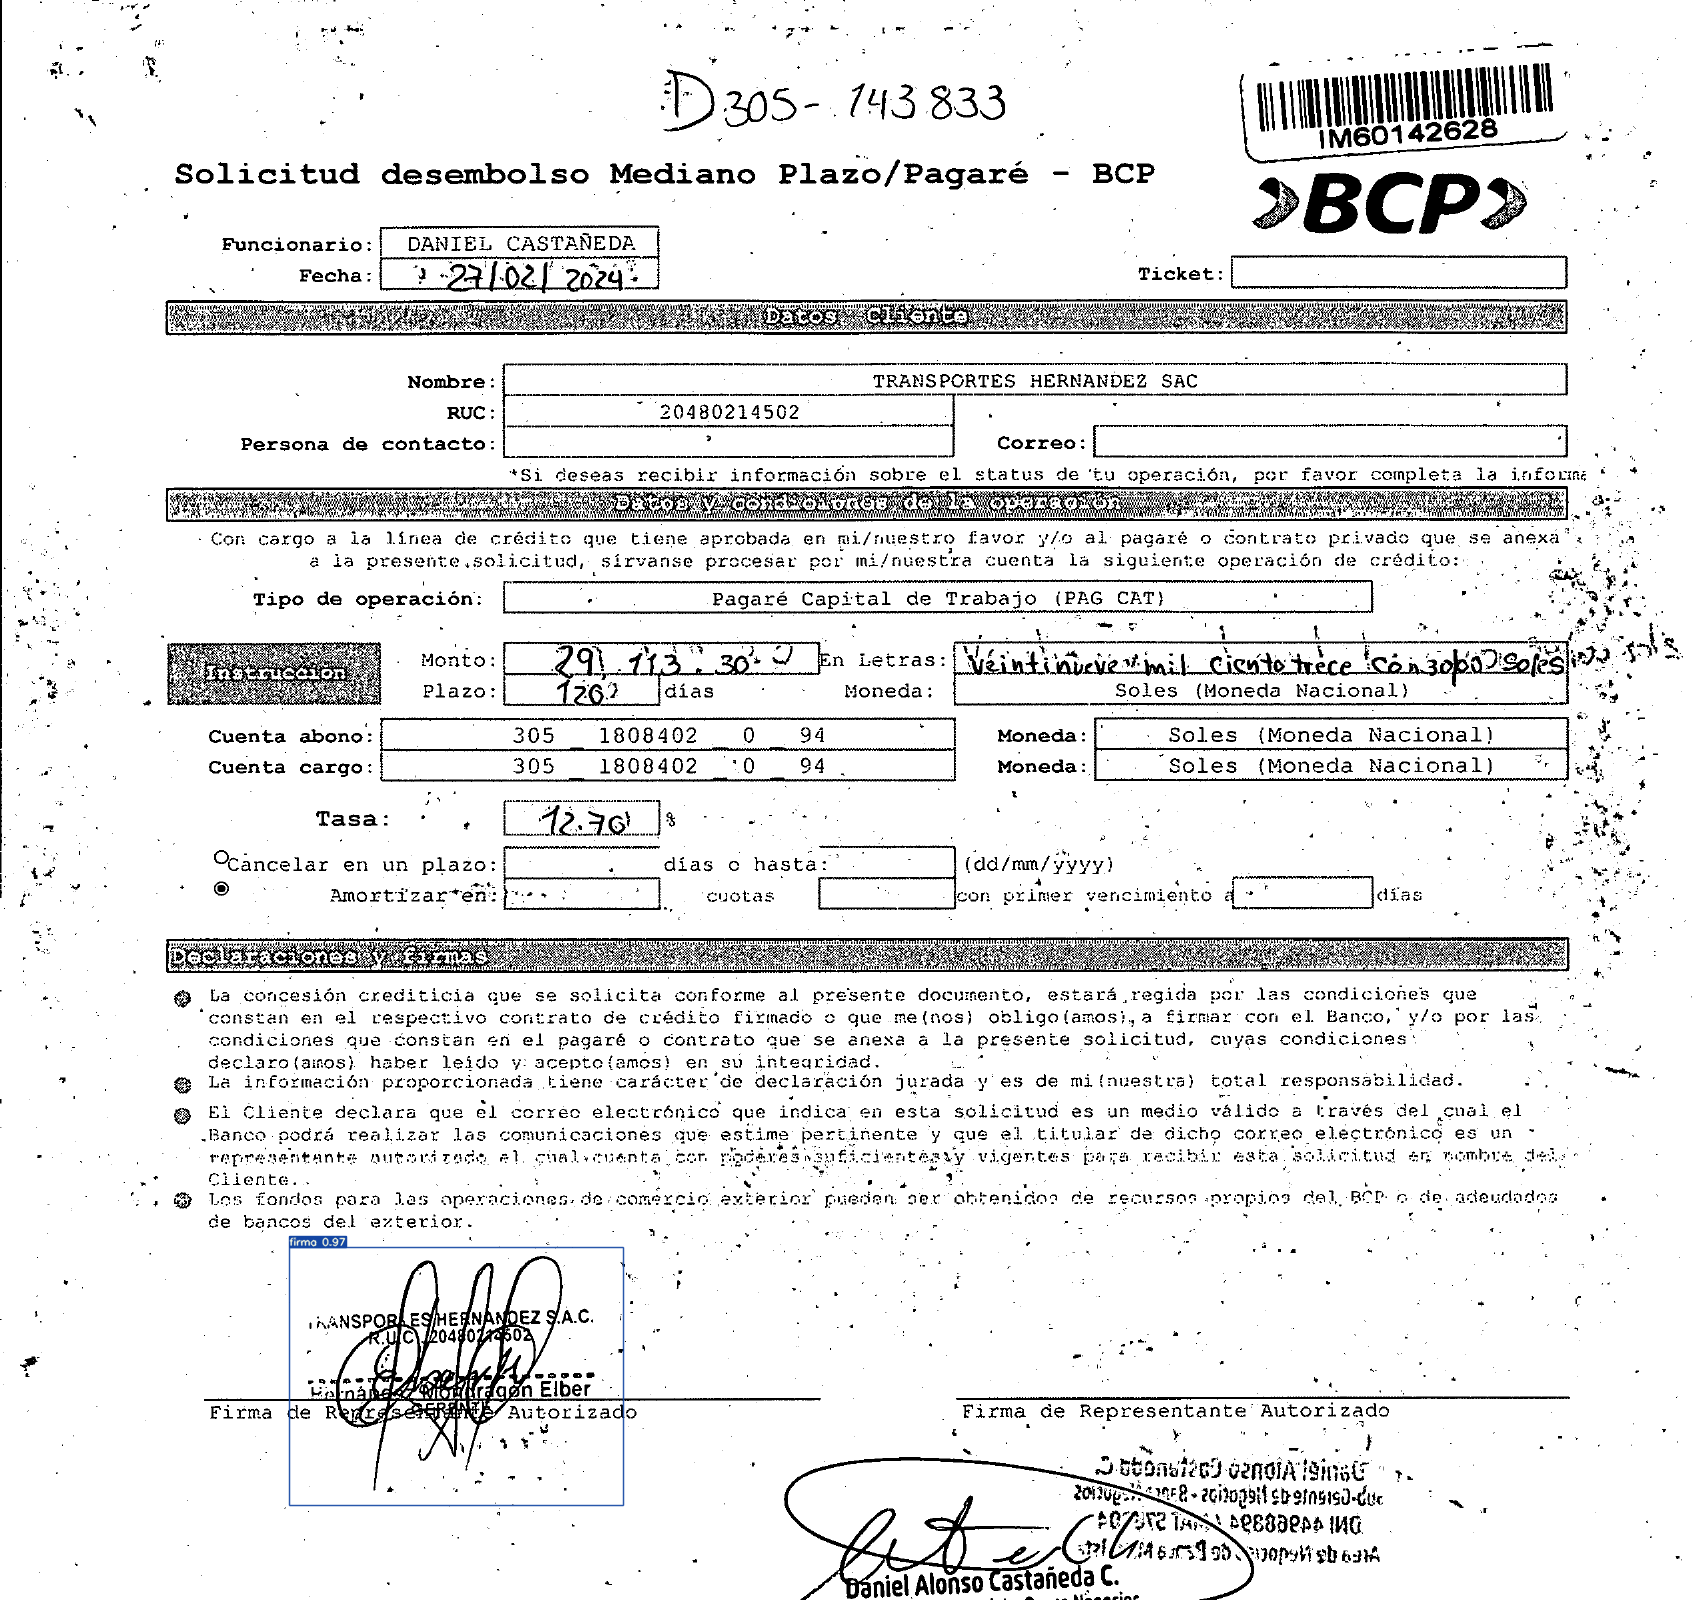 D305-143833
IM60142628
Solicitud desembolso Mediano Plazo/Pagaré - BCP
BCP
Funcionario: DANIEL CASTAÑEDA
Fecha: 27/02/2024
Ticket:
Datos Cliente
Nombre: TRANSPORTES HERNANDEZ SAC
RUC: 20480214502
Persona de contacto: Correo:
*Si deseas recibir información sobre el status de tu operación, por favor completa la informa
Datos y condiciones de la operación
Con cargo a la línea de crédito que tiene aprobada en mi/nuestro favor y/o al pagaré o contrato privado que se anexa
a la presente solicitud, sírvanse procesar por mi/nuestra cuenta la siguiente operación de crédito:
Tipo de operación: Pagaré Capital de Trabajo (PAG CAT)
Instrucción
Monto: 29,113.30 En Letras: Veintinueve mil ciento trece con 30/00 soles
Plazo: 120 días Moneda: Soles (Moneda Nacional)
Cuenta abono: 305 _ 1808402 _ 0 _ 94 Moneda: Soles (Moneda Nacional)
Cuenta cargo: 305 _ 1808402 _ 0 _ 94 Moneda: Soles (Moneda Nacional)
Tasa: 12.70 %
Cancelar en un plazo: días o hasta: (dd/mm/yyyy)
Amortizar en: cuotas con primer vencimiento a días
Declaraciones y firmas
La concesión crediticia que se solicita conforme al presente documento, estará regida por las condiciones que
constan en el respectivo contrato de crédito firmado o que me(nos) obligo(amos), a firmar con el Banco, y/o por las
condiciones que constan en el pagaré o contrato que se anexa a la presente solicitud, cuyas condiciones
declaro(amos) haber leído y acepto(amos) en su integridad.
La información proporcionada tiene carácter de declaración jurada y es de mi(nuestra) total responsabilidad.
El Cliente declara que el correo electrónico que indica en esta solicitud es un medio válido a través del cual el
Banco podrá realizar las comunicaciones que estime pertinente y que el titular de dicho correo electrónico es un
representante autorizado el cual cuenta con poderes suficientes y vigentes para recibir esta solicitud en nombre del
Cliente.
Los fondos para las operaciones de comercio exterior pueden ser obtenidos de recursos propios del BCP o de adeudados
de bancos del exterior.
firma 0.97
TRANSPORTES HERNANDEZ S.A.C.
R.U.C. 20480214502
Hernández Mondragón Elber
GERENTE
Firma de Representante Autorizado
Firma de Representante Autorizado
Daniel Alonso Castañeda C.
Sub-Gerente de Negocios -
DNI 44968894
Area de Negocios de
Daniel Alonso Castañeda C.